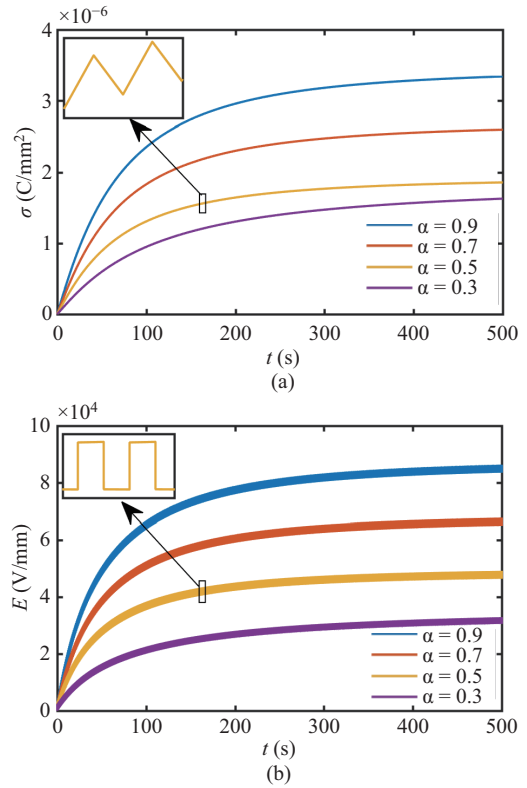 ×10⁻⁶
4
3
2
1
0
σ (C/mm²)
α = 0.9
α = 0.7
α = 0.5
α = 0.3
0 100 200 300 400 500
t (s)
(a)
×10⁴
10
8
6
4
2
0
E (V/mm)
α = 0.9
α = 0.7
α = 0.5
α = 0.3
0 100 200 300 400 500
t (s)
(b)